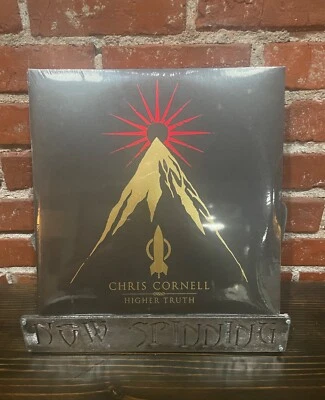 CHRIS CORNELL
HIGHER TRUTH
NOW SPINNING